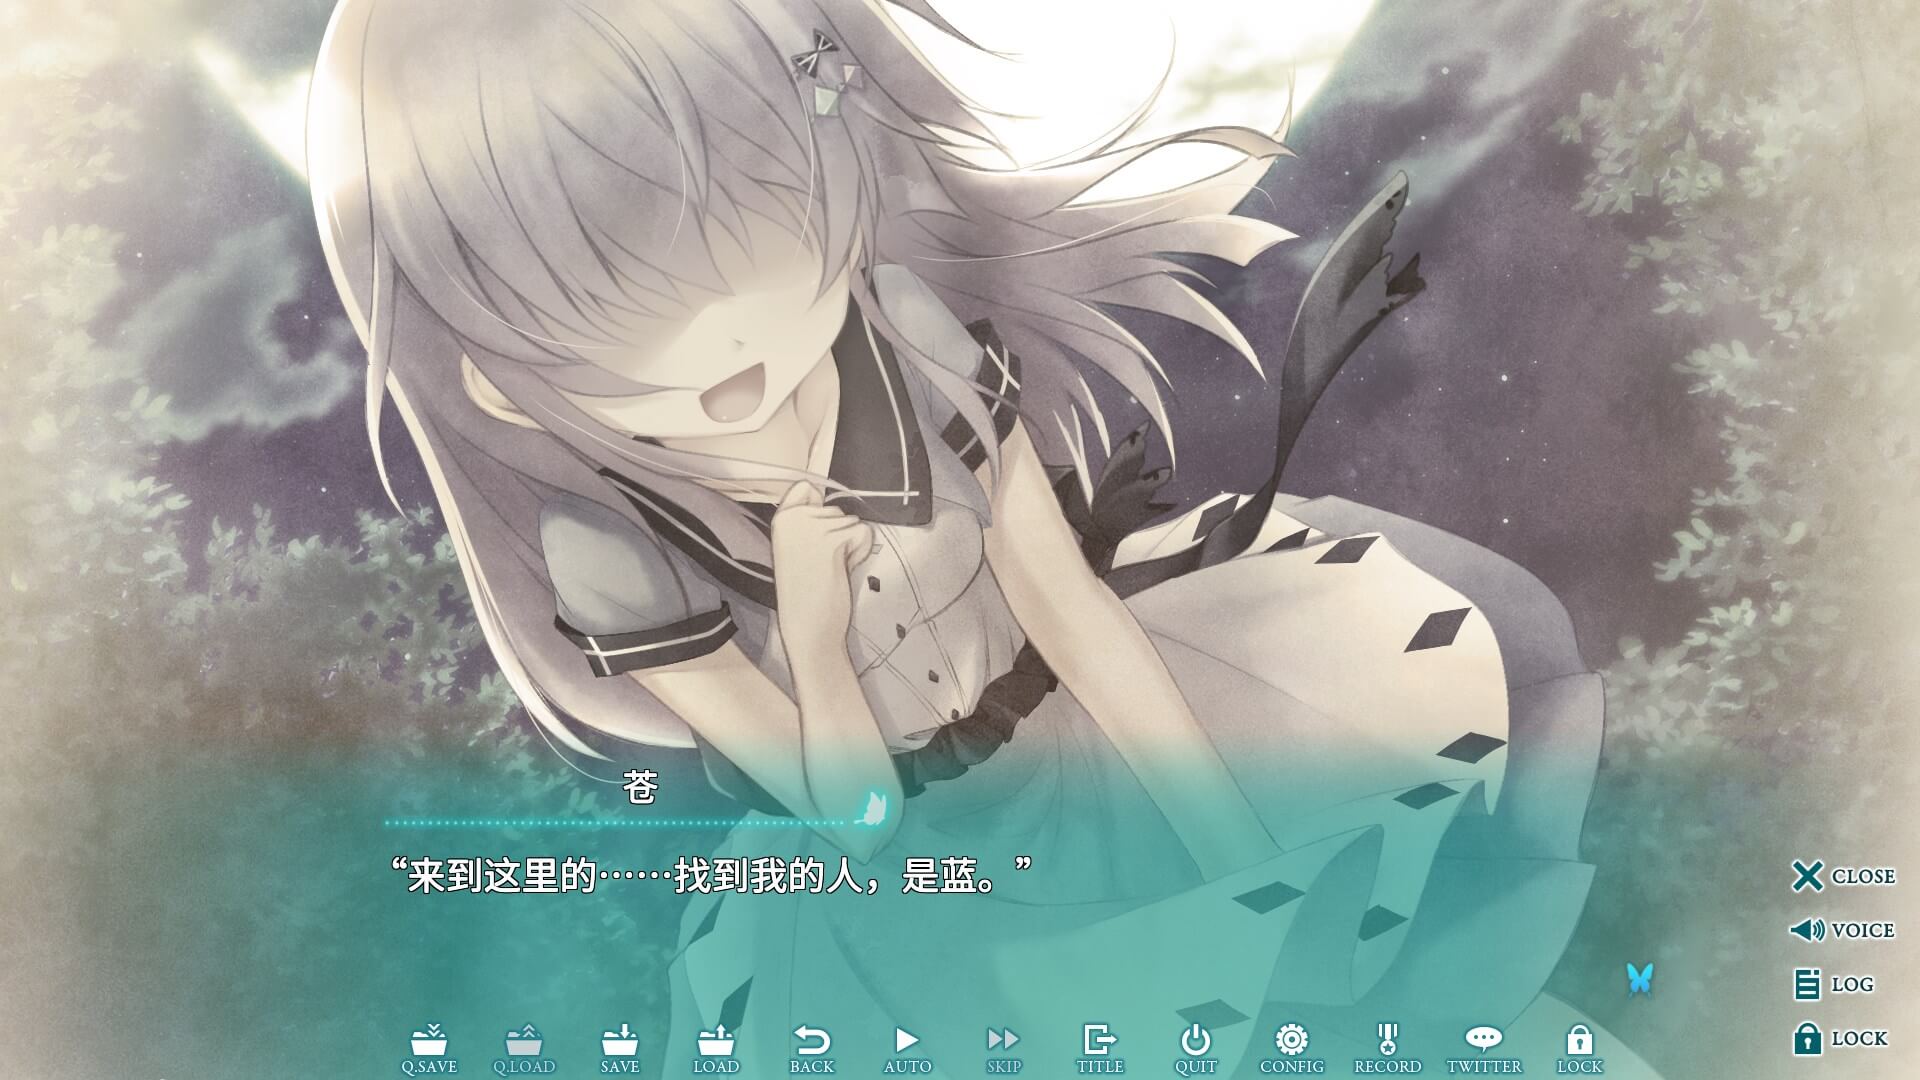 苍
“来到这里的……找到我的人，是蓝。”
CLOSE
VOICE
LOG
LOCK
Q.SAVE
Q.LOAD
SAVE
LOAD
BACK
AUTO
SKIP
TITLE
QUIT
CONFIG
RECORD
TWITTER
LOCK